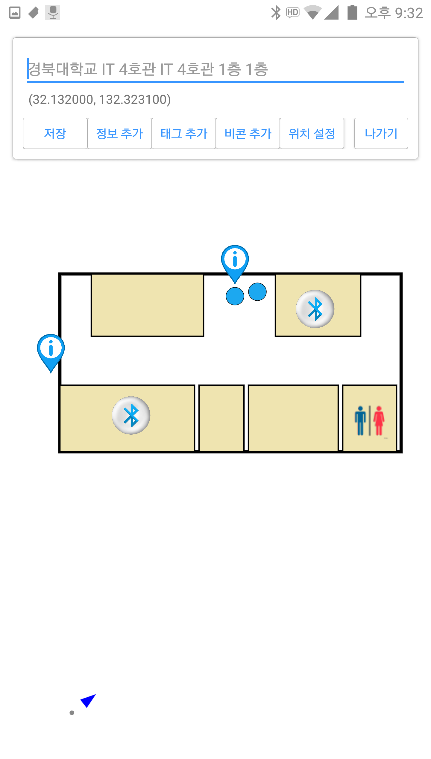 HD 오후 9:32
경북대학교 IT 4호관 IT 4호관 1층 1층
(32.132000, 132.323100)
저장 정보 추가 태그 추가 비콘 추가 위치 설정 나가기